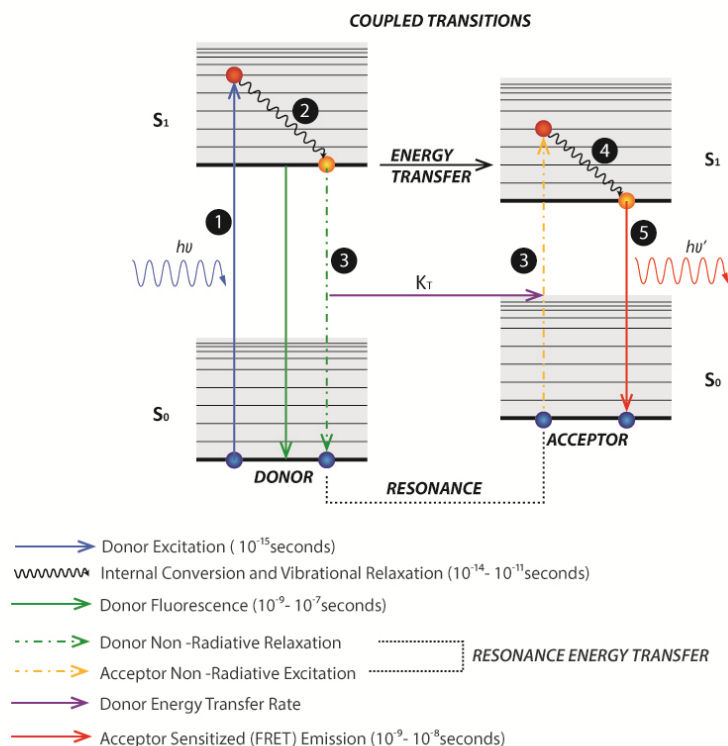 COUPLED TRANSITIONS
S₁
2
ENERGY
TRANSFER
4
S₁
1
hυ
3
3
5
hυ'
K_T
S₀
S₀
DONOR
ACCEPTOR
RESONANCE
Donor Excitation ( 10⁻¹⁵seconds)
Internal Conversion and Vibrational Relaxation (10⁻¹⁴- 10⁻¹¹seconds)
Donor Fluorescence (10⁻⁹- 10⁻⁷seconds)
Donor Non -Radiative Relaxation
RESONANCE ENERGY TRANSFER
Acceptor Non -Radiative Excitation
Donor Energy Transfer Rate
Acceptor Sensitized (FRET) Emission (10⁻⁹- 10⁻⁸seconds)